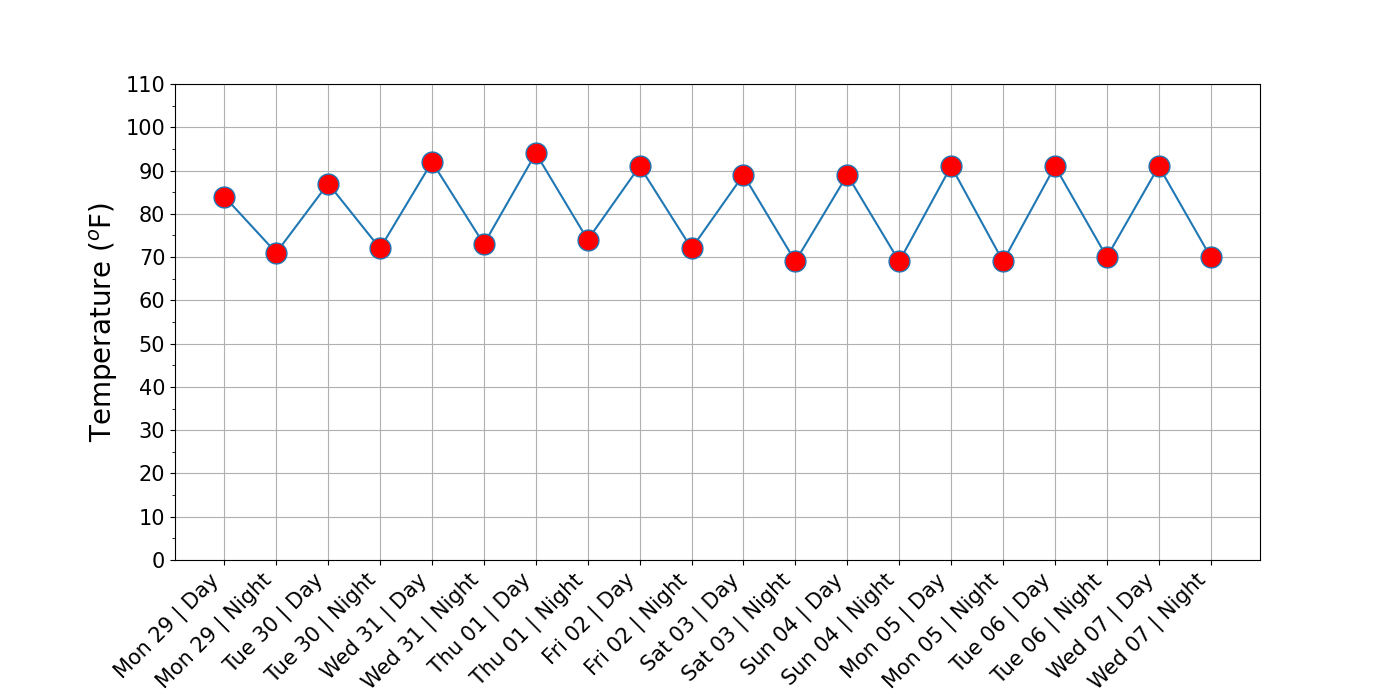 110
100
90
80
70
60
50
40
30
20
10
0
Temperature (ºF)
Mon 29 | Day
Mon 29 | Night
Tue 30 | Day
Tue 30 | Night
Wed 31 | Day
Wed 31 | Night
Thu 01 | Day
Thu 01 | Night
Fri 02 | Day
Fri 02 | Night
Sat 03 | Day
Sat 03 | Night
Sun 04 | Day
Sun 04 | Night
Mon 05 | Day
Mon 05 | Night
Tue 06 | Day
Tue 06 | Night
Wed 07 | Day
Wed 07 | Night